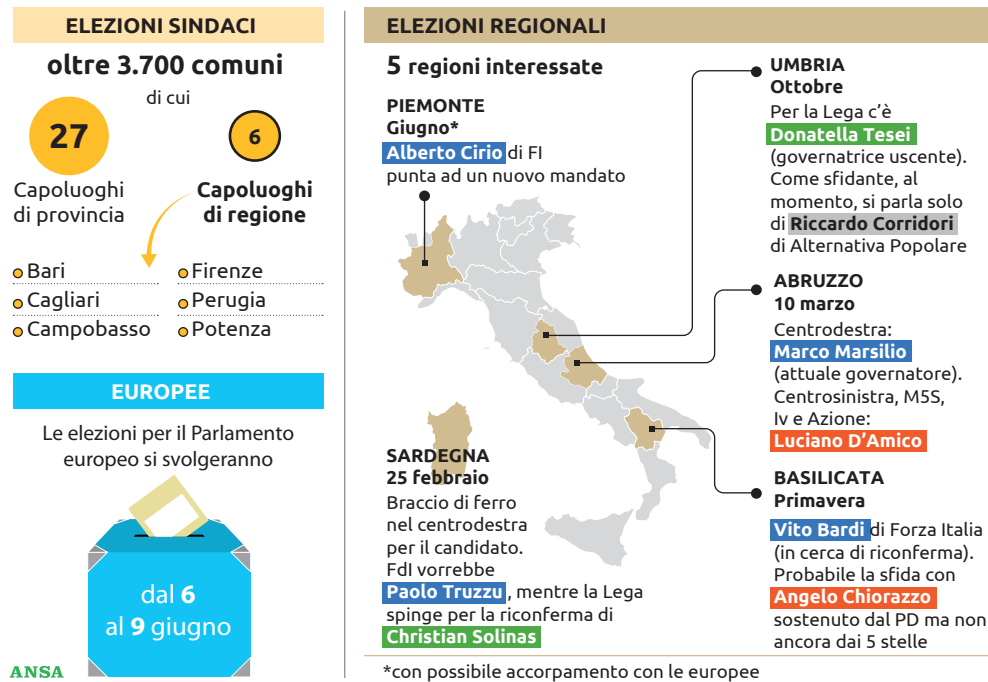 ELEZIONI SINDACI
oltre 3.700 comuni
di cui
27
Capoluoghi
di provincia
6
Capoluoghi
di regione
Bari
Cagliari
Campobasso
Firenze
Perugia
Potenza
EUROPEE
Le elezioni per il Parlamento
europeo si svolgeranno
dal 6
al 9 giugno
ANSA
ELEZIONI REGIONALI
5 regioni interessate
PIEMONTE
Giugno*
Alberto Cirio di FI
punta ad un nuovo mandato
SARDEGNA
25 febbraio
Braccio di ferro
nel centrodestra
per il candidato.
FdI vorrebbe
Paolo Truzzu, mentre la Lega
spinge per la riconferma di
Christian Solinas
UMBRIA
Ottobre
Per la Lega c'è
Donatella Tesei
(governatrice uscente).
Come sfidante, al
momento, si parla solo
di Riccardo Corridori
di Alternativa Popolare
ABRUZZO
10 marzo
Centrodestra:
Marco Marsilio
(attuale governatore).
Centrosinistra, M5S,
Iv e Azione:
Luciano D'Amico
BASILICATA
Primavera
Vito Bardi di Forza Italia
(in cerca di riconferma).
Probabile la sfida con
Angelo Chiorazzo
sostenuto dal PD ma non
ancora dai 5 stelle
*con possibile accorpamento con le europee